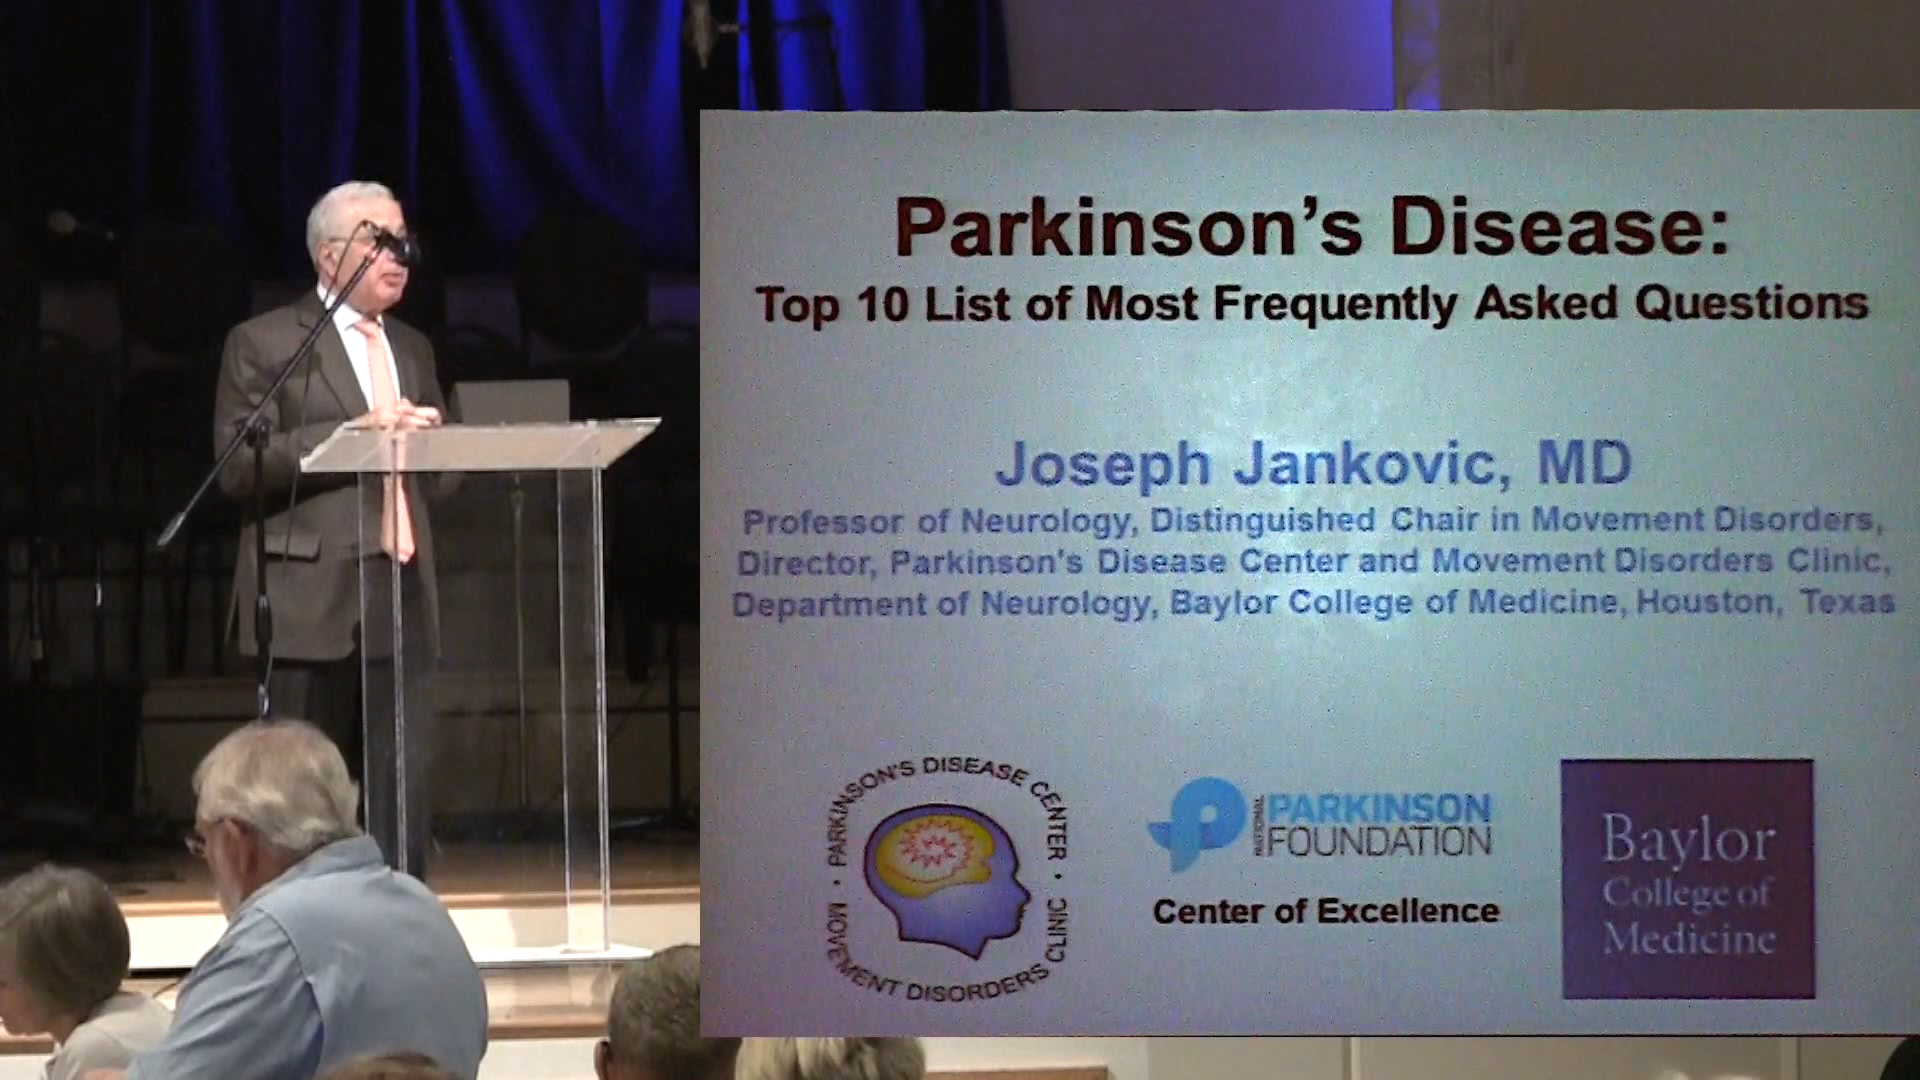 Parkinson's Disease:
Top 10 List of Most Frequently Asked Questions
Joseph Jankovic, MD
Professor of Neurology, Distinguished Chair in Movement Disorders,
Director, Parkinson's Disease Center and Movement Disorders Clinic,
Department of Neurology, Baylor College of Medicine, Houston, Texas
• PARKINSON'S DISEASE CENTER •
MOVEMENT DISORDERS CLINIC
NATIONAL
PARKINSON
FOUNDATION
Center of Excellence
Baylor
College of
Medicine